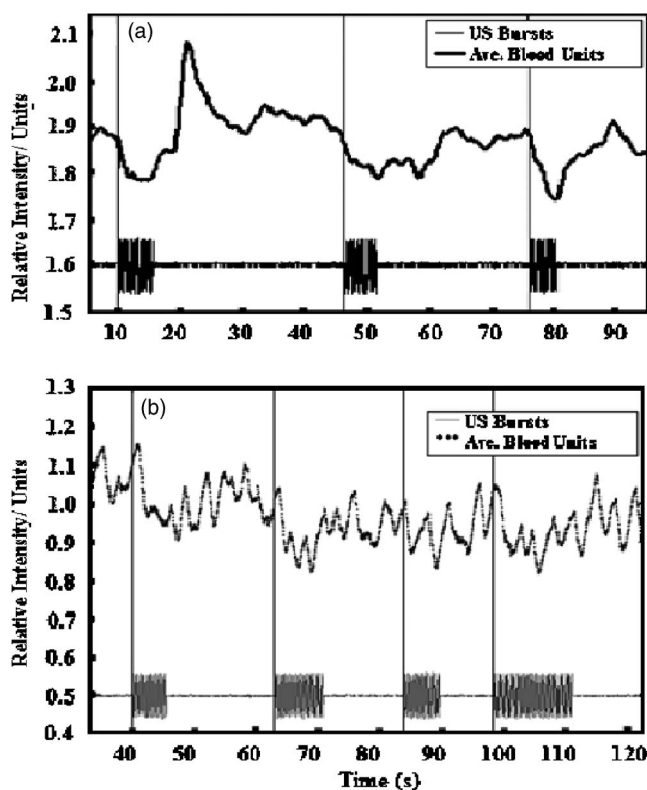 (a)
US Bursts
Ave. Blood Units
Relative Intensity/ Units
2.1
2.0
1.9
1.8
1.7
1.6
1.5
10 20 30 40 50 60 70 80 90
(b)
US Bursts
Ave. Blood Units
Relative Intensity/ Units
1.3
1.2
1.1
1.0
0.9
0.8
0.7
0.6
0.5
0.4
40 50 60 70 80 90 100 110 120
Time (s)